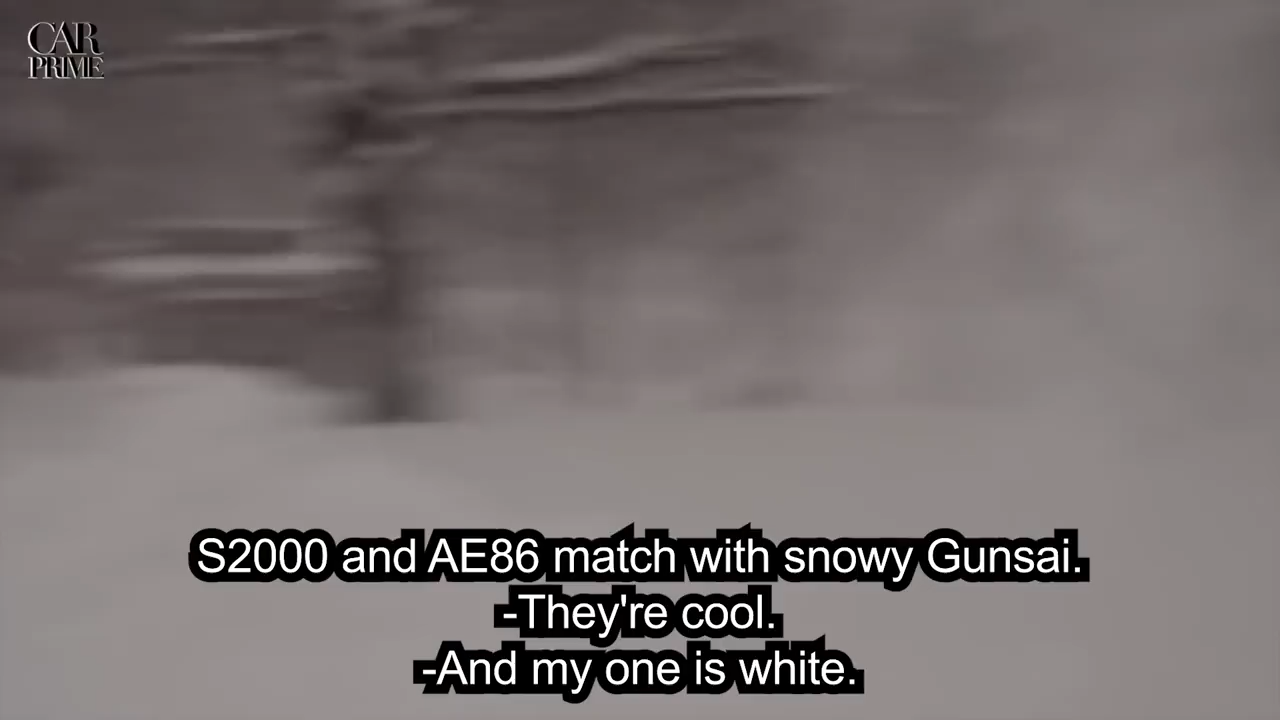 CAR
PRIME
S2000 and AE86 match with snowy Gunsai.
-They're cool.
-And my one is white.